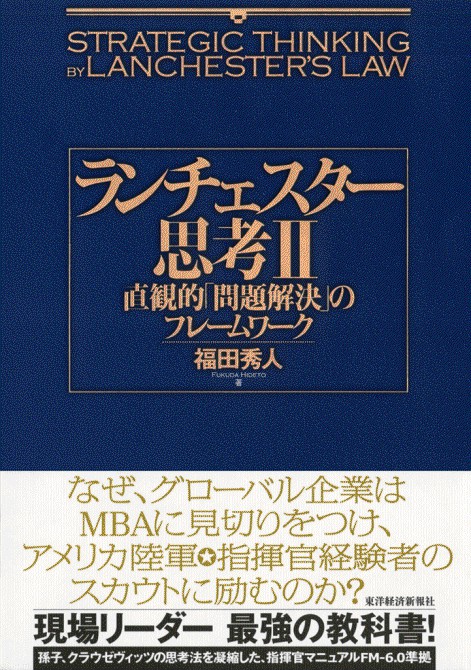 STRATEGIC THINKING
BY LANCHESTER'S LAW
ランチェスター
思考II
直観的「問題解決」の
フレームワーク
福田秀人
FUKUDA HIDETO
著
なぜ、グローバル企業は
MBAに見切りをつけ、
アメリカ陸軍✪指揮官経験者の
スカウトに励むのか?
東洋経済新報社
現場リーダー 最強の教科書!
孫子、クラウゼヴィッツの思考法を凝縮した、指揮官マニュアルFM-6.0準拠